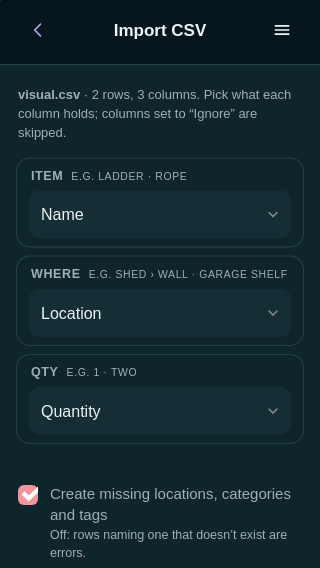 Import CSV
visual.csv · 2 rows, 3 columns. Pick what each
column holds; columns set to “Ignore” are
skipped.
ITEM E.G. LADDER · ROPE
Name
WHERE E.G. SHED › WALL · GARAGE SHELF
Location
QTY E.G. 1 · TWO
Quantity
Create missing locations, categories
and tags
Off: rows naming one that doesn’t exist are
errors.